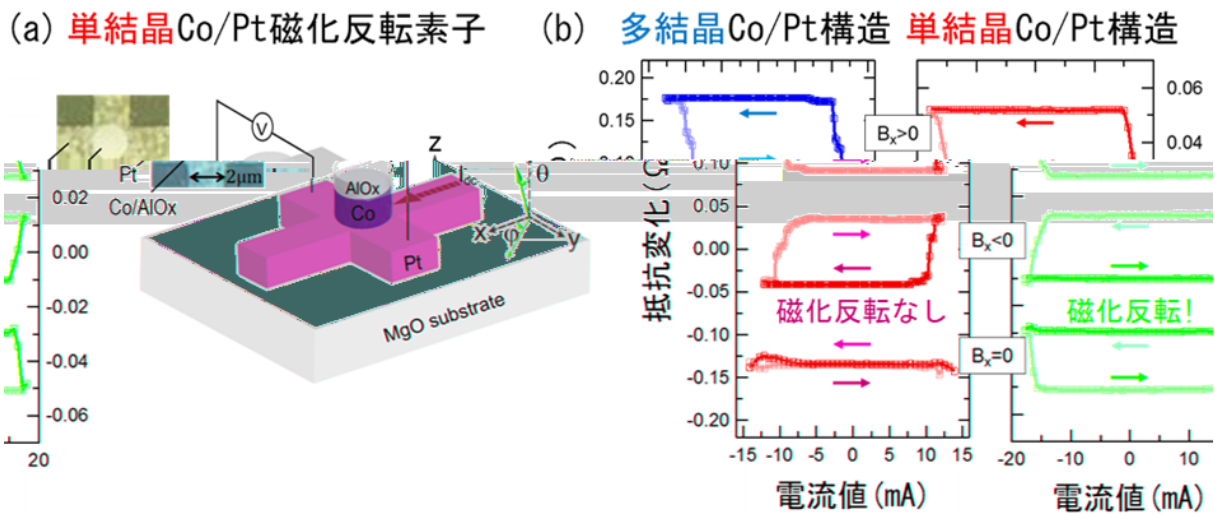 (a) 単結晶Co/Pt磁化反転素子
(b) 多結晶Co/Pt構造 単結晶Co/Pt構造
0.20
0.15
0.10
0.06
0.04
Bx>0
V
z
θ
Pt
2μm
Co/AlOx
AlOx
Co
dc
x
φ
y
Pt
MgO substrate
0.02
0.00
-0.02
-0.04
-0.06
20
抵抗変化(Ω
0.10
0.05
0.00
-0.05
-0.10
-0.15
-0.20
Bx<0
磁化反転なし
磁化反転!
Bx=0
-15 -10 -5 0 5 10 15
-20 -10 0 10
電流値(mA)
電流値(mA)